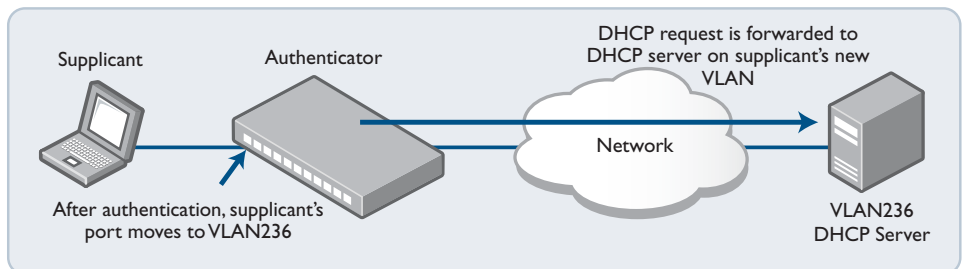 DHCP request is forwarded to
DHCP server on supplicant's new
VLAN
Supplicant
Authenticator
Network
After authentication, supplicant's
port moves to VLAN236
VLAN236
DHCP Server